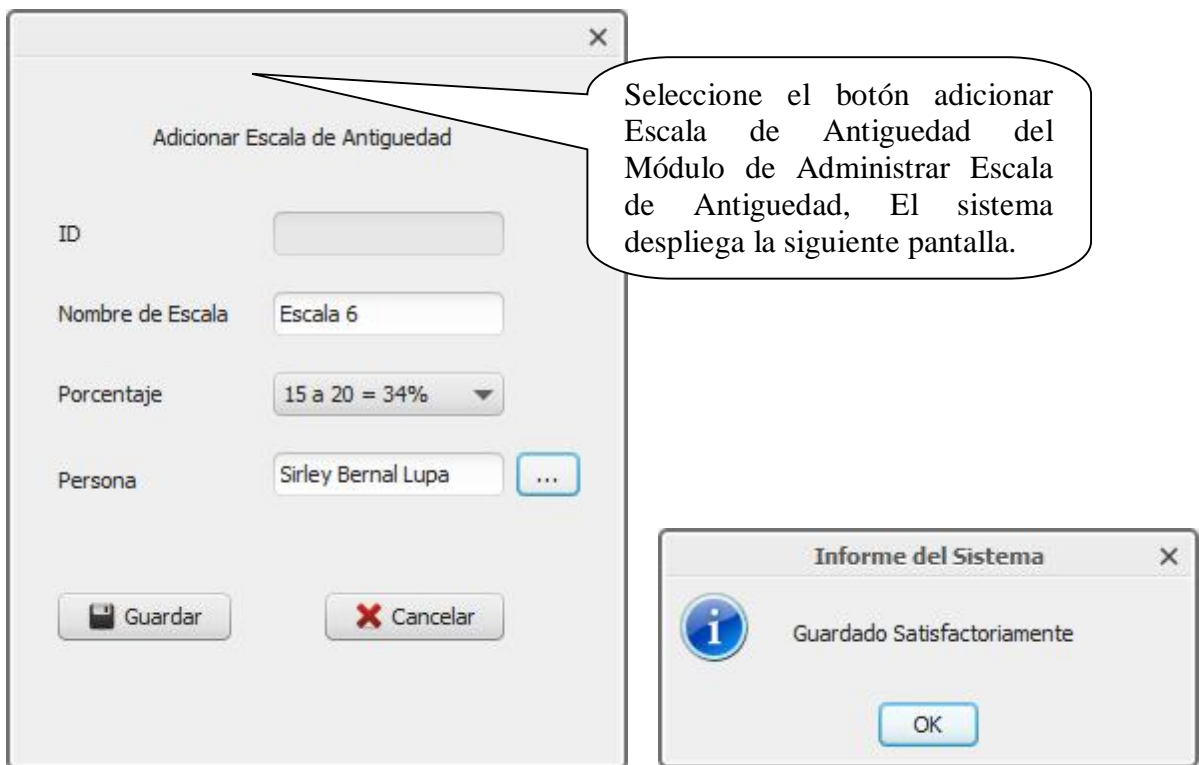 Seleccione el botón adicionar
Escala de Antiguedad del
Módulo de Administrar Escala
de Antiguedad, El sistema
despliega la siguiente pantalla.
Adicionar Escala de Antiguedad
ID
Nombre de Escala Escala 6
Porcentaje 15 a 20 = 34%
Persona Sirley Bernal Lupa ...
Guardar Cancelar
Informe del Sistema
Guardado Satisfactoriamente
OK